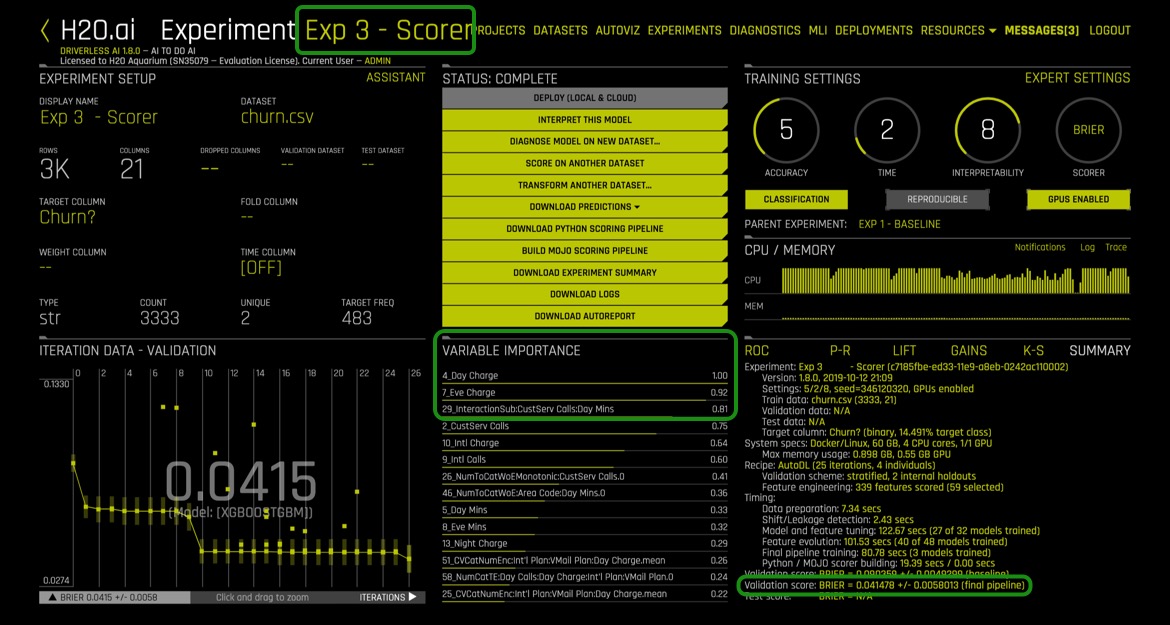 H2O.ai Experiment Exp 3 - Scorer
PROJECTS DATASETS AUTOVIZ EXPERIMENTS DIAGNOSTICS MLI DEPLOYMENTS RESOURCES MESSAGES[3] LOGOUT
DRIVERLESS AI 1.8.0 – AI TO DO AI
Licensed to H2O Aquarium (SN35079 – Evaluation License). Current User – ADMIN
EXPERIMENT SETUP ASSISTANT
DISPLAY NAME DATASET
Exp 3 - Scorer churn.csv
ROWS COLUMNS DROPPED COLUMNS VALIDATION DATASET TEST DATASET
3K 21 -- -- --
TARGET COLUMN FOLD COLUMN
Churn? --
WEIGHT COLUMN TIME COLUMN
-- [OFF]
TYPE COUNT UNIQUE TARGET FREQ
str 3333 2 483
STATUS: COMPLETE
DEPLOY (LOCAL & CLOUD)
INTERPRET THIS MODEL
DIAGNOSE MODEL ON NEW DATASET...
SCORE ON ANOTHER DATASET
TRANSFORM ANOTHER DATASET...
DOWNLOAD PREDICTIONS
DOWNLOAD PYTHON SCORING PIPELINE
BUILD MOJO SCORING PIPELINE
DOWNLOAD EXPERIMENT SUMMARY
DOWNLOAD LOGS
DOWNLOAD AUTOREPORT
TRAINING SETTINGS EXPERT SETTINGS
5 2 8 BRIER
ACCURACY TIME INTERPRETABILITY SCORER
CLASSIFICATION REPRODUCIBLE GPUS ENABLED
PARENT EXPERIMENT: EXP 1 - BASELINE
CPU / MEMORY Notifications Log Trace
CPU
MEM
ITERATION DATA - VALIDATION
0 2 4 6 8 10 12 14 16 18 20 22 24 26
0.1330
0.0415
(Model: [XGBOOSTGBM])
0.0274
▲ BRIER 0.0415 +/- 0.0058 Click and drag to zoom ITERATIONS ▶
VARIABLE IMPORTANCE
4_Day Charge 1.00
7_Eve Charge 0.92
29_InteractionSub:CustServ Calls:Day Mins 0.81
2_CustServ Calls 0.75
10_Intl Charge 0.64
9_Intl Calls 0.60
26_NumToCatWoEMonotonic:CustServ Calls.0 0.41
46_NumToCatWoE:Area Code:Day Mins.0 0.36
5_Day Mins 0.33
8_Eve Mins 0.32
13_Night Charge 0.29
51_CVCatNumEnc:Int'l Plan:VMail Plan:Day Charge.mean 0.26
58_NumCatTE:Day Calls:Day Charge:Int'l Plan:VMail Plan.0 0.24
25_CVCatNumEnc:Int'l Plan:VMail Plan:Day Charge.mean 0.22
ROC P-R LIFT GAINS K-S SUMMARY
Experiment: Exp 3 - Scorer (c7185fbe-ed33-11e9-a8eb-0242ac110002)
Version: 1.8.0, 2019-10-12 21:09
Settings: 5/2/8, seed=346120320, GPUs enabled
Train data: churn.csv (3333, 21)
Validation data: N/A
Test data: N/A
Target column: Churn? (binary, 14.491% target class)
System specs: Docker/Linux, 60 GB, 4 CPU cores, 1/1 GPU
Max memory usage: 0.898 GB, 0.55 GB GPU
Recipe: AutoDL (25 iterations, 4 individuals)
Validation scheme: stratified, 2 internal holdouts
Feature engineering: 339 features scored (59 selected)
Timing:
Data preparation: 7.34 secs
Shift/Leakage detection: 2.43 secs
Model and feature tuning: 122.67 secs (27 of 32 models trained)
Feature evolution: 101.53 secs (40 of 48 models trained)
Final pipeline training: 80.78 secs (3 models trained)
Python / MOJO scorer building: 19.39 secs / 0.00 secs
Validation score: BRIER = (baseline)
Validation score: BRIER = 0.041478 +/- 0.0058013 (final pipeline)
Test score: BRIER = N/A